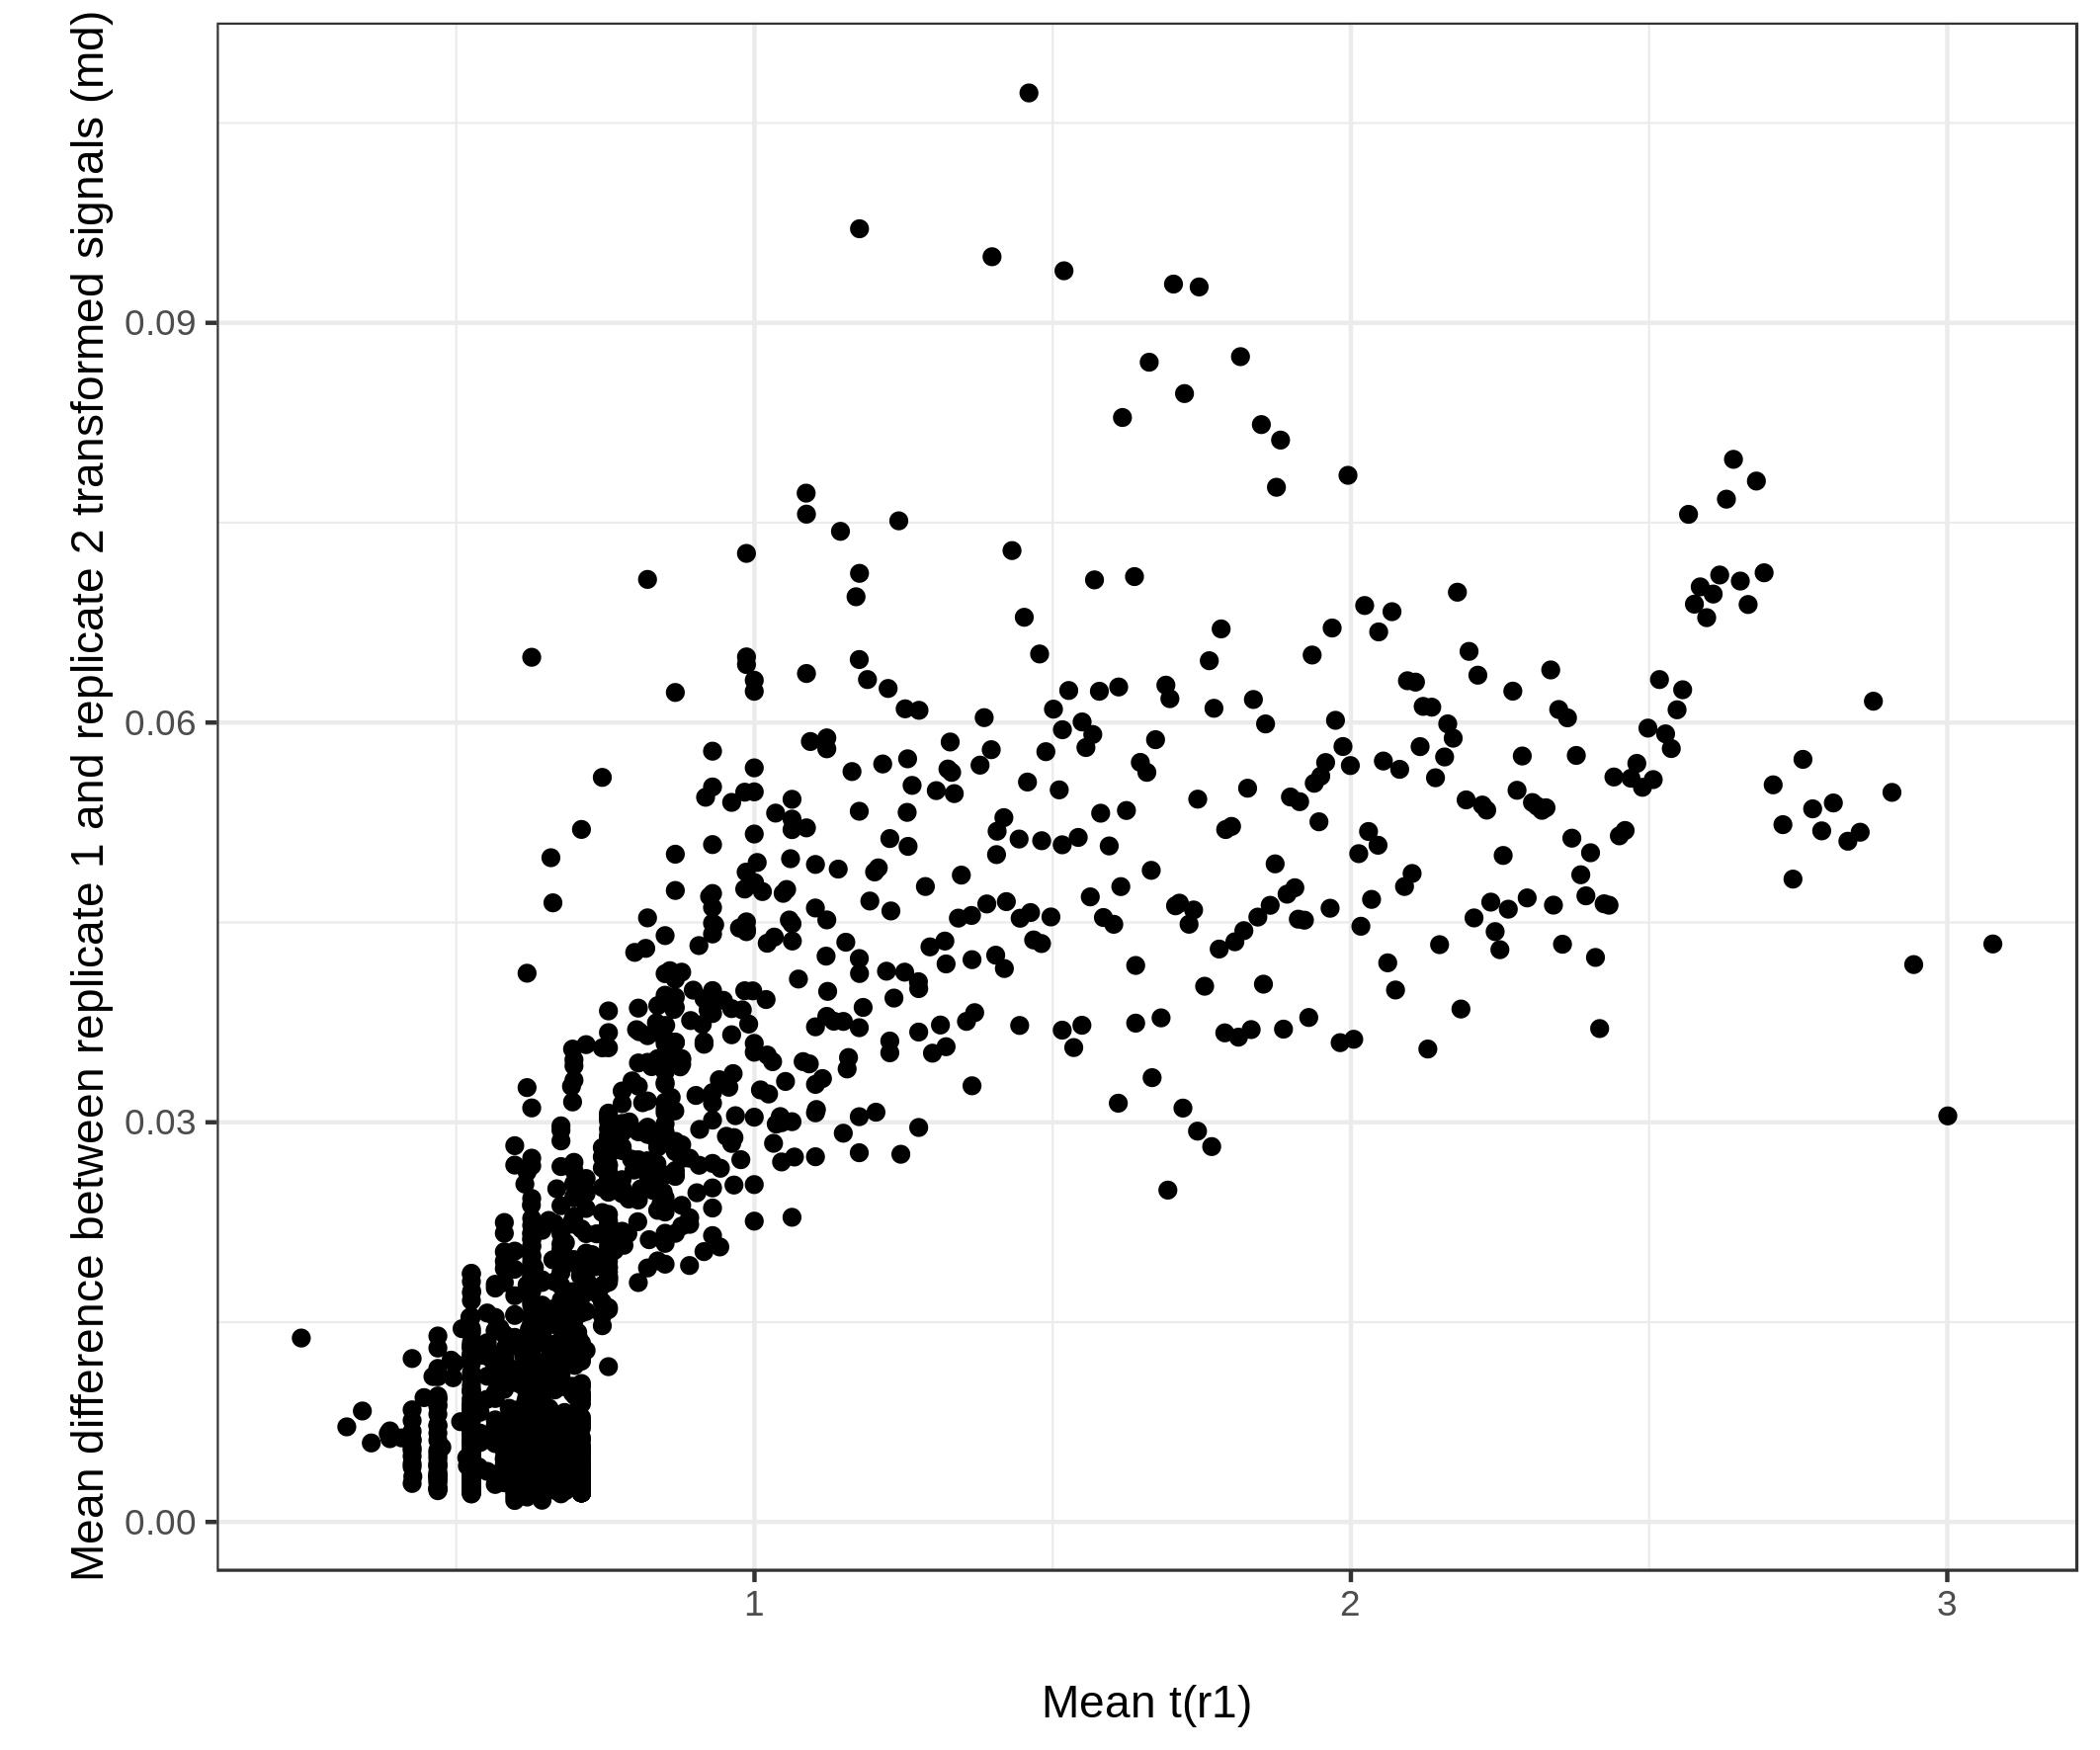 Mean difference between replicate 1 and replicate 2 transformed signals (md)
0.09
0.06
0.03
0.00
1 2 3
Mean t(r1)